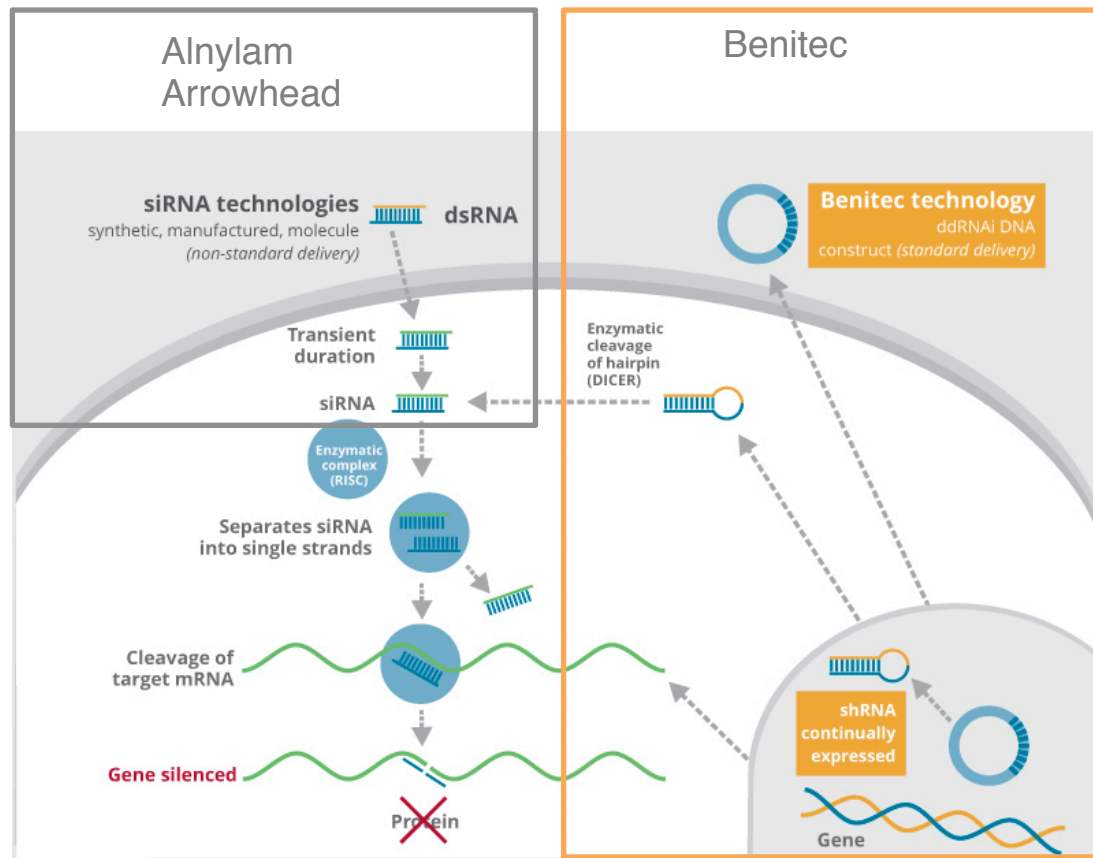 Alnylam
Arrowhead
Benitec
siRNA technologies
synthetic, manufactured, molecule
(non-standard delivery)
dsRNA
Benitec technology
ddRNAi DNA
construct (standard delivery)
Transient
duration
Enzymatic
cleavage
of hairpin
(DICER)
siRNA
Enzymatic
complex
(RISC)
Separates siRNA
into single strands
Cleavage of
target mRNA
shRNA
continually
expressed
Gene silenced
Protein
Gene